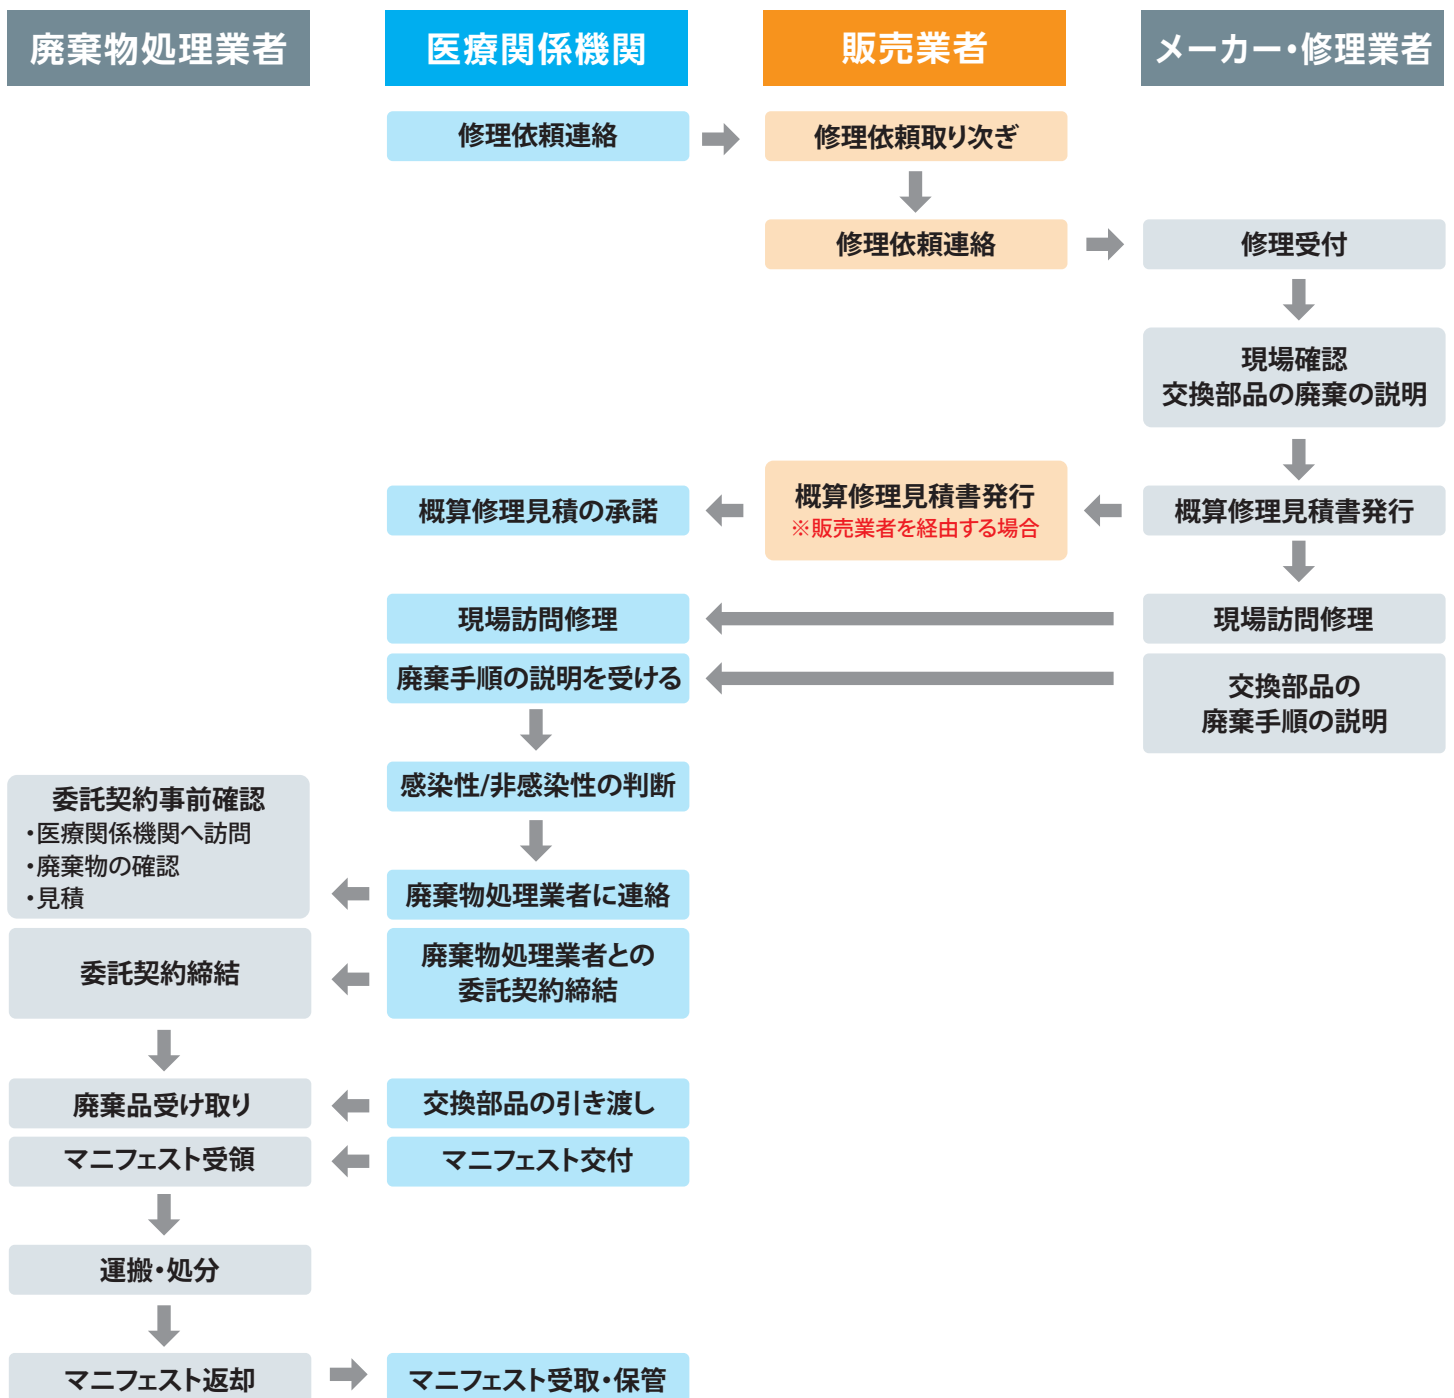 廃棄物処理業者
医療関係機関
販売業者
メーカー・修理業者
修理依頼連絡
修理依頼取り次ぎ
修理依頼連絡
修理受付
現場確認
交換部品の廃棄の説明
概算修理見積の承諾
概算修理見積書発行
※販売業者を経由する場合
概算修理見積書発行
現場訪問修理
現場訪問修理
廃棄手順の説明を受ける
交換部品の
廃棄手順の説明
感染性/非感染性の判断
委託契約事前確認
・医療関係機関へ訪問
・廃棄物の確認
・見積
廃棄物処理業者に連絡
委託契約締結
廃棄物処理業者との
委託契約締結
廃棄品受け取り
交換部品の引き渡し
マニフェスト受領
マニフェスト交付
運搬・処分
マニフェスト返却
マニフェスト受取・保管